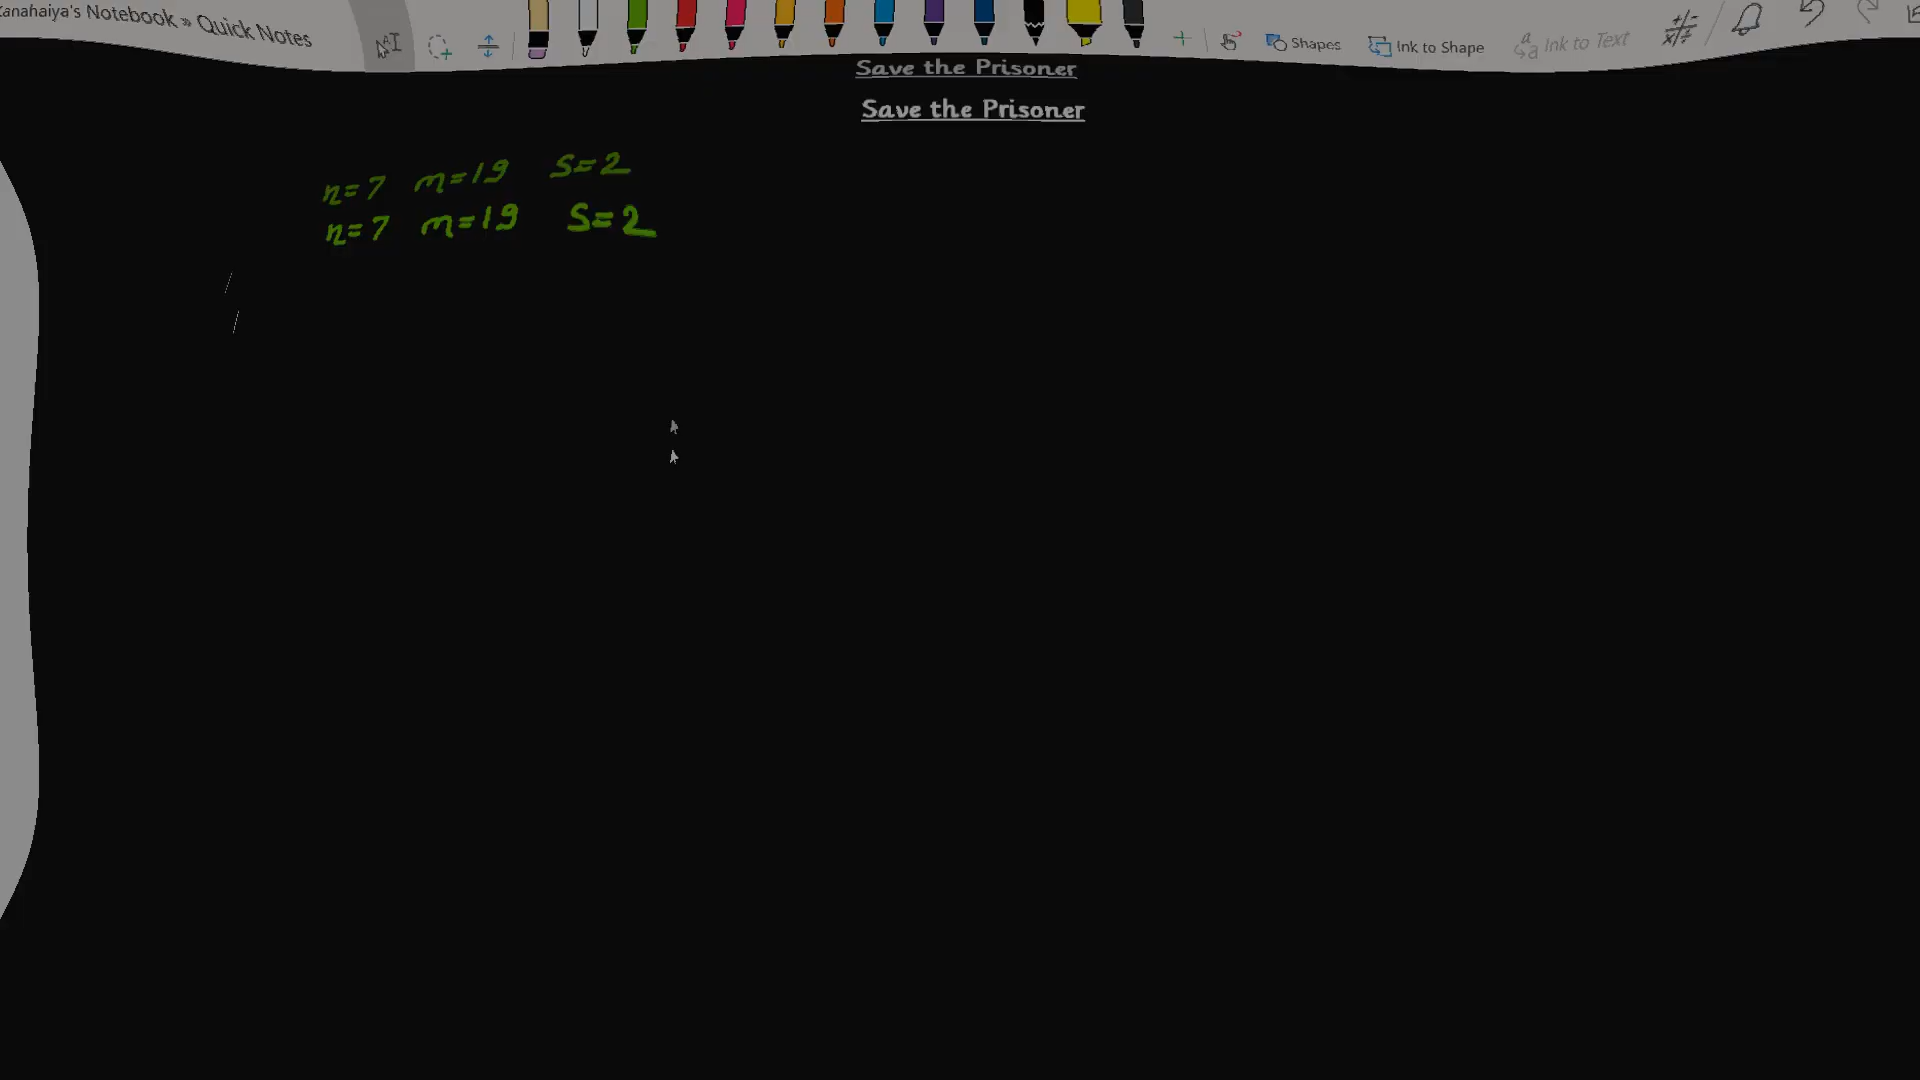 Kanahaiya's Notebook » Quick Notes
Shapes Ink to Shape Ink to Text
Save the Prisoner
Save the Prisoner
n=7 m=19 S=2
n=7 m=19 S=2